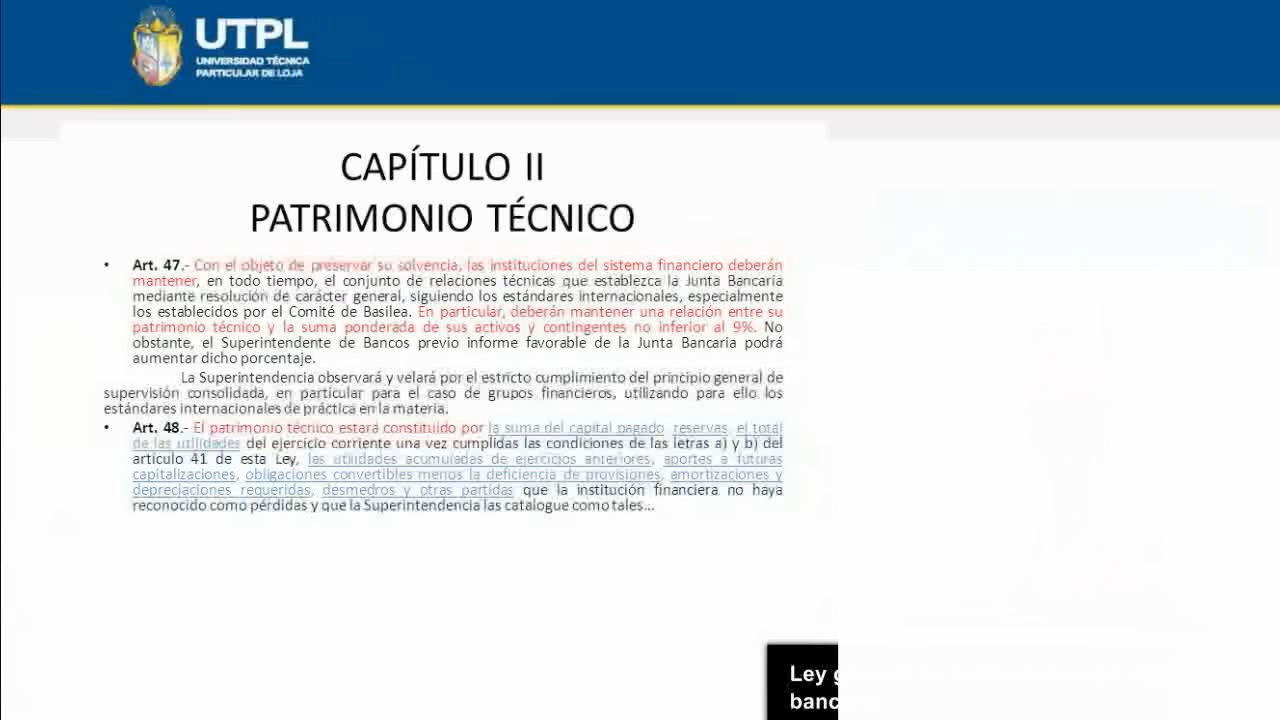 UTPL
UNIVERSIDAD TÉCNICA
PARTICULAR DE LOJA
CAPÍTULO II
PATRIMONIO TÉCNICO
• Art. 47.- Con el objeto de preservar su solvencia, las instituciones del sistema financiero deberán
mantener, en todo tiempo, el conjunto de relaciones técnicas que establezca la Junta Bancaria
mediante resolución de carácter general, siguiendo los estándares internacionales, especialmente
los establecidos por el Comité de Basilea. En particular, deberán mantener una relación entre su
patrimonio técnico y la suma ponderada de sus activos y contingentes no inferior al 9%. No
obstante, el Superintendente de Bancos previo informe favorable de la Junta Bancaria podrá
aumentar dicho porcentaje.
La Superintendencia observará y velará por el estricto cumplimiento del principio general de
supervisión consolidada, en particular para el caso de grupos financieros, utilizando para ello los
estándares internacionales de práctica en la materia.
• Art. 48.- El patrimonio técnico estará constituido por la suma del capital pagado, reservas, el total
de las utilidades del ejercicio corriente una vez cumplidas las condiciones de las letras a) y b) del
artículo 41 de esta Ley, las utilidades acumuladas de ejercicios anteriores, aportes a futuras
capitalizaciones, obligaciones convertibles menos la deficiencia de provisiones, amortizaciones y
depreciaciones requeridas, desmedros y otras partidas que la institución financiera no haya
reconocido como pérdidas y que la Superintendencia las catalogue como tales...
Ley
banc